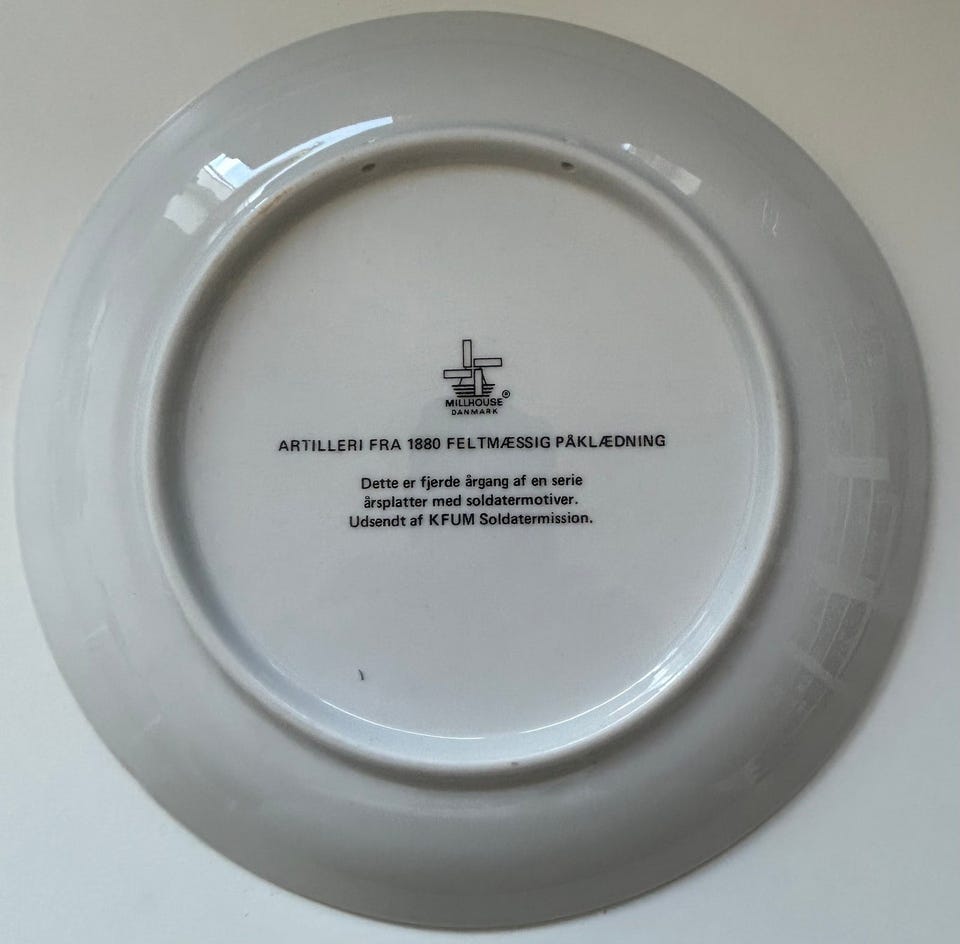 MILLHOUSE ®
DANMARK
ARTILLERI FRA 1880 FELTMÆSSIG PÅKLÆDNING
Dette er fjerde årgang af en serie
årsplatter med soldatermotiver.
Udsendt af KFUM Soldatermission.